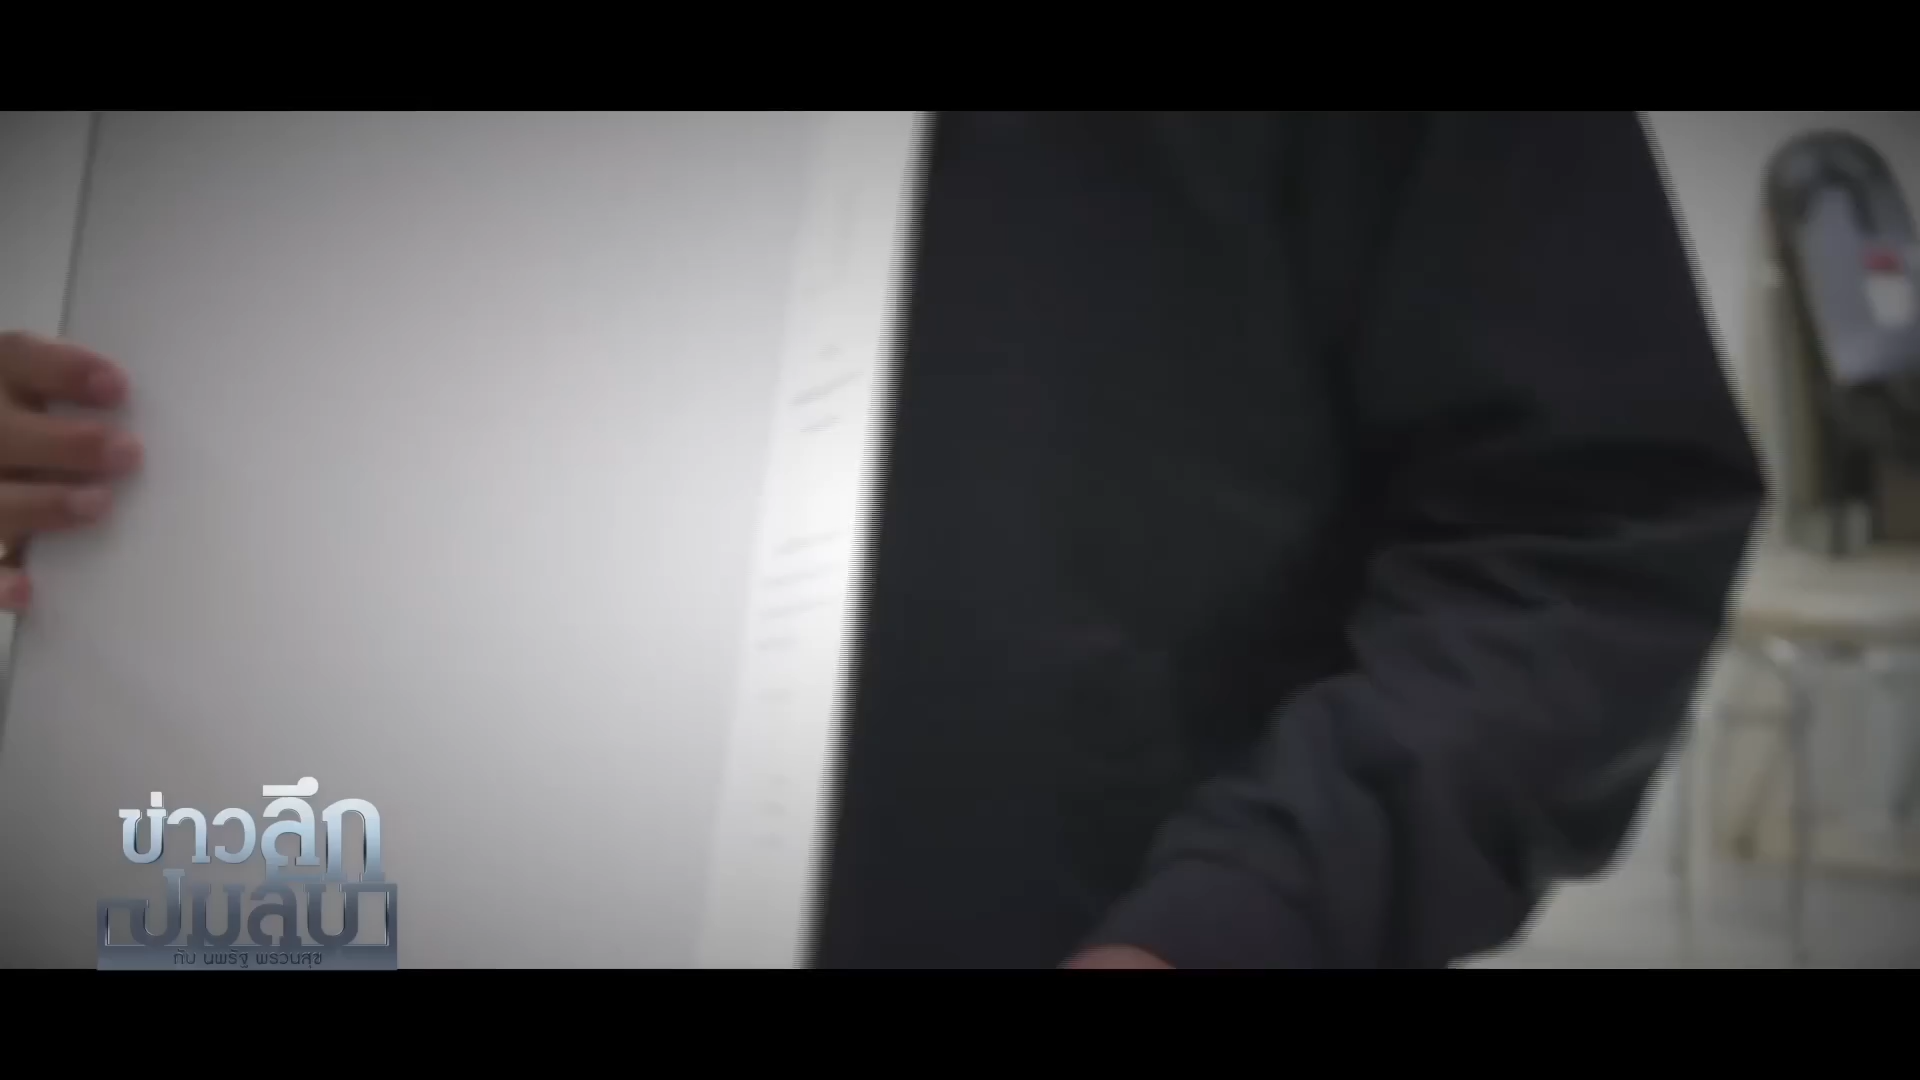 ข่าวลึก
ปมลับ
กับ นพรัฐ พรวนสุข